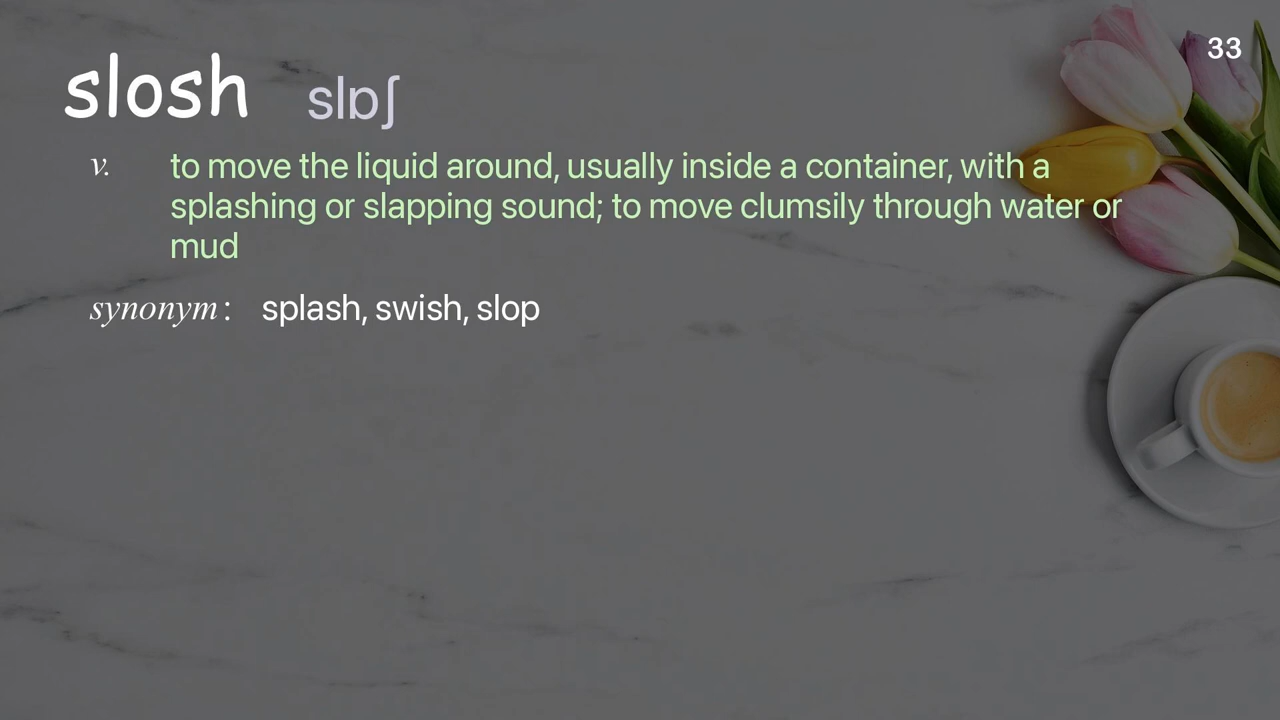 33
slosh slɒʃ
v. to move the liquid around, usually inside a container, with a
splashing or slapping sound; to move clumsily through water or
mud
synonym: splash, swish, slop